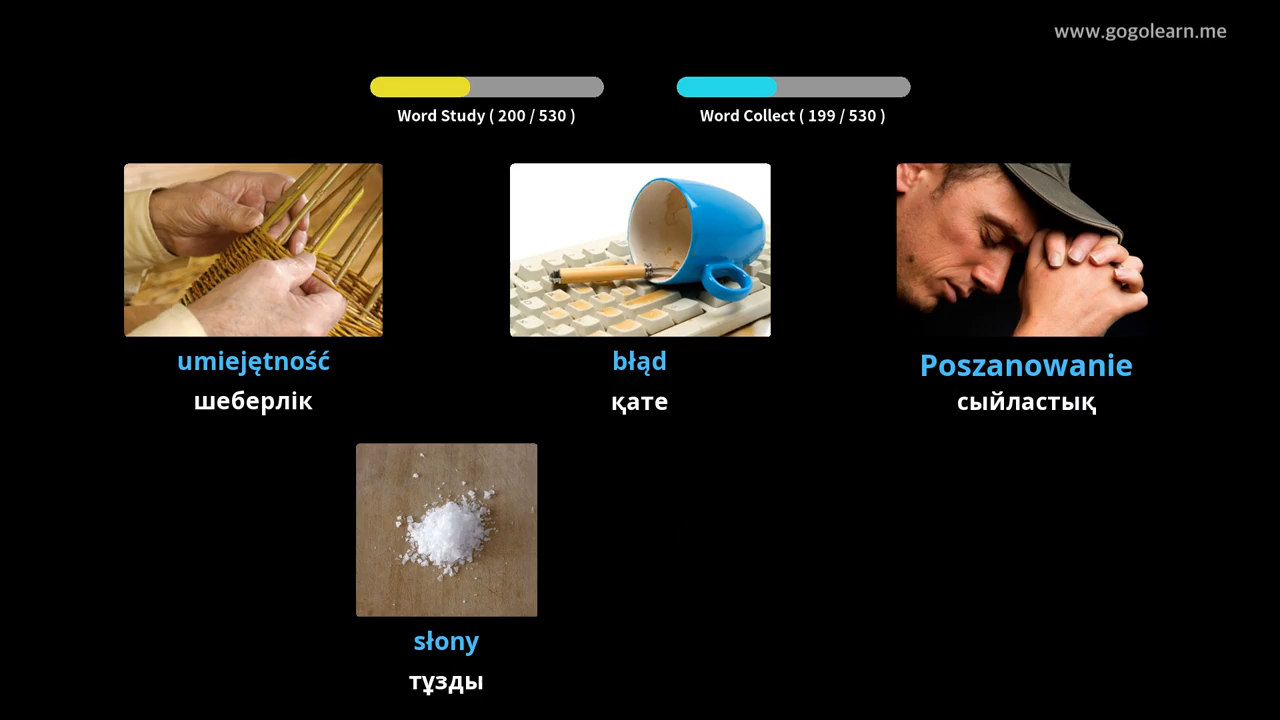 www.gogolearn.me
Word Study ( 200 / 530 )
Word Collect ( 199 / 530 )
umiejętność
шеберлік
błąd
қате
Poszanowanie
сыйластық
słony
тұзды